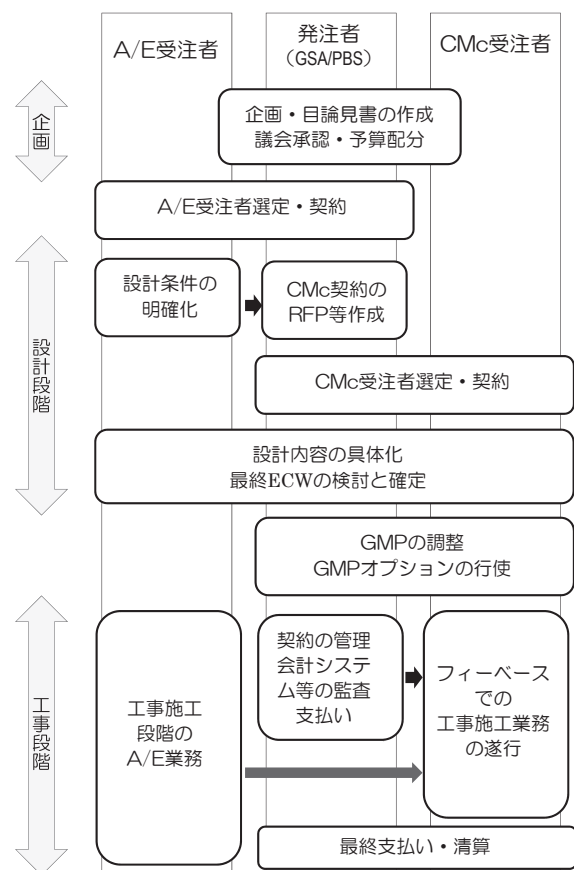 A/E受注者
発注者
（GSA/PBS）
CMc受注者
企画
企画・目論見書の作成
議会承認・予算配分
A/E受注者選定・契約
設計段階
設計条件の
明確化
CMc契約の
RFP等作成
CMc受注者選定・契約
設計内容の具体化
最終ECWの検討と確定
GMPの調整
GMPオプションの行使
工事段階
工事施工
段階の
A/E業務
契約の管理
会計システ
ム等の監査
支払い
フィーベース
での
工事施工業務
の遂行
最終支払い・清算